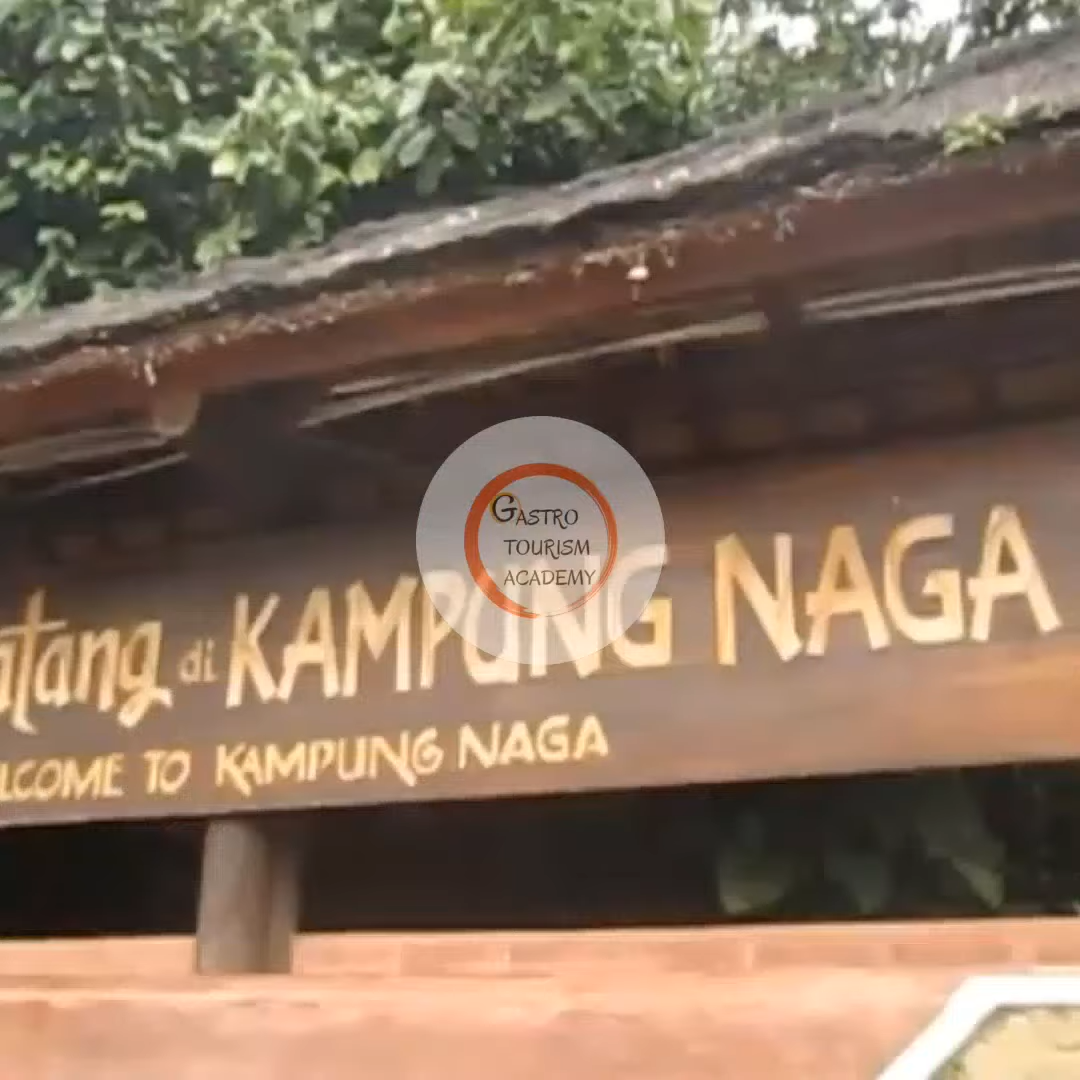 atang di KAMPUNG NAGA
LCOME TO KAMPUNG NAGA
GASTRO
TOURISM
ACADEMY